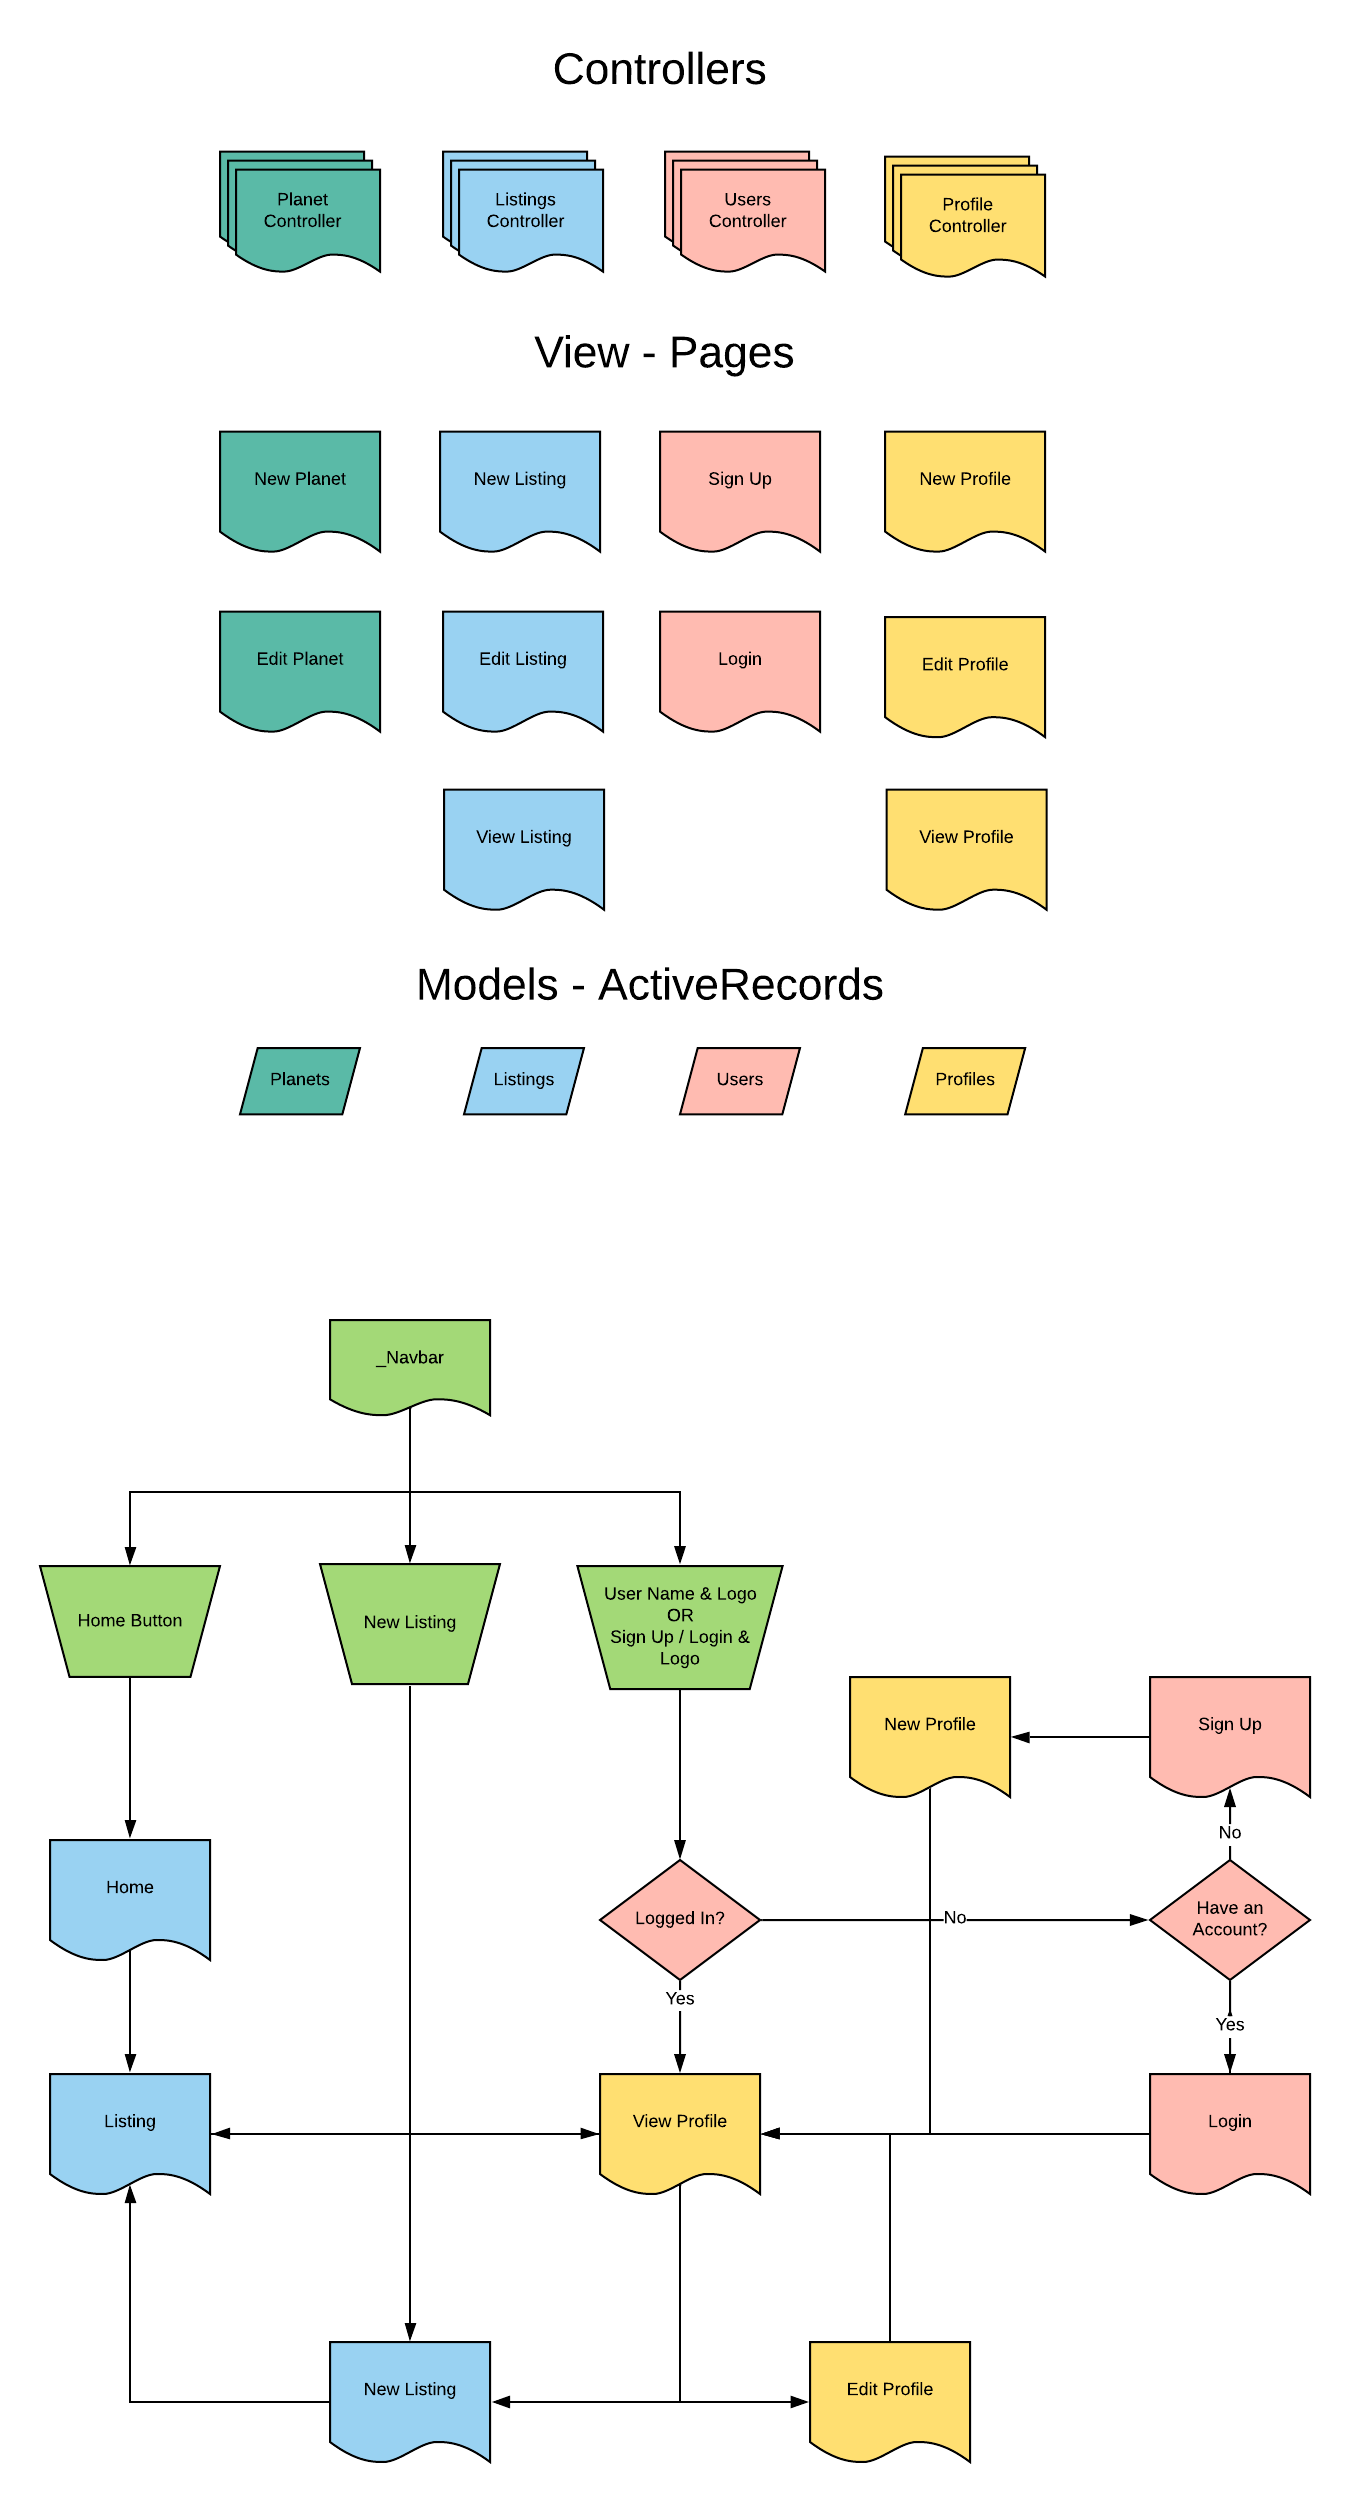 Controllers
Planet
Controller
Listings
Controller
Users
Controller
Profile
Controller
View - Pages
New Planet
New Listing
Sign Up
New Profile
Edit Planet
Edit Listing
Login
Edit Profile
View Listing
View Profile
Models - ActiveRecords
Planets
Listings
Users
Profiles
_Navbar
Home Button
New Listing
User Name & Logo
OR
Sign Up / Login &
Logo
New Profile
Sign Up
No
Home
Logged In?
No
Have an
Account?
Yes
Yes
Listing
View Profile
Login
New Listing
Edit Profile